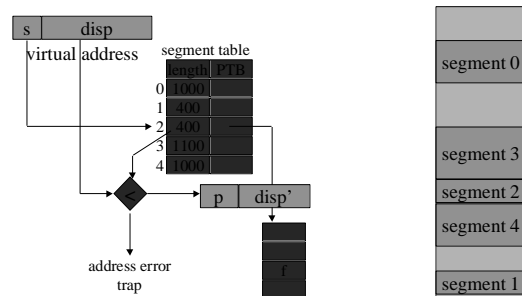 s disp
virtual address
segment table
length PTB
0 1000
1 400
2 400
3 1100
4 1000
<
p disp’
address error
trap
f
segment 0
segment 3
segment 2
segment 4
segment 1